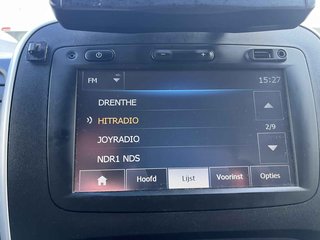 FM 15:27
DRENTHE
HITRADIO
2/9
JOYRADIO
NDR1 NDS
Hoofd Lijst Voorinst Opties